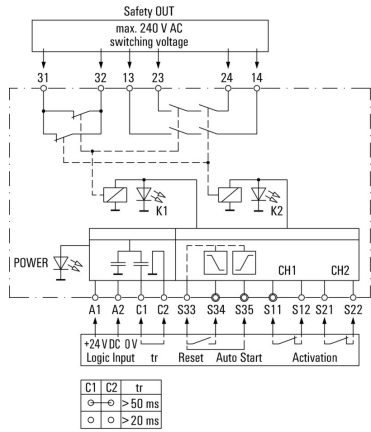 Safety OUT
max. 240 V AC
switching voltage
31 32 13 23 24 14
K1 K2
POWER
CH1 CH2
A1 A2 C1 C2 S33 S34 S35 S11 S12 S21 S22
+24V DC 0 V
Logic Input tr Reset Auto Start Activation
C1 C2 tr
>50 ms
>20 ms